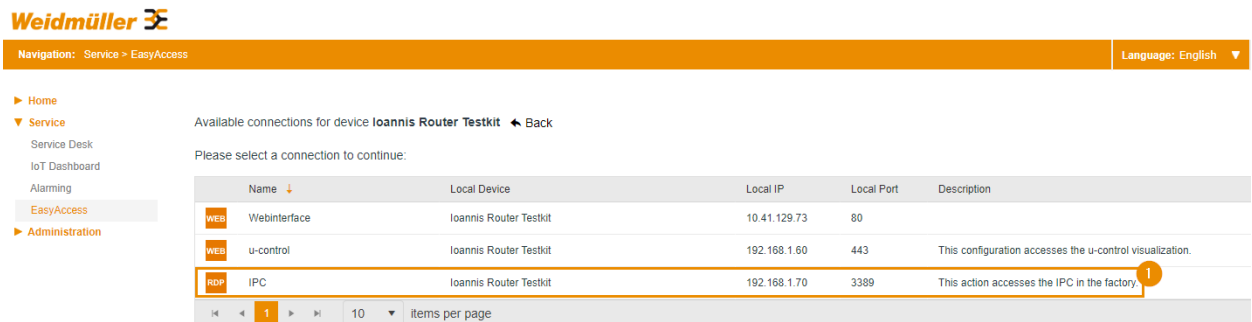 Weidmüller
Navigation: Service > EasyAccess Language: English
Home
Service
Service Desk
IoT Dashboard
Alarming
EasyAccess
Administration
Available connections for device Ioannis Router Testkit Back
Please select a connection to continue:
Name Local Device Local IP Local Port Description
WEB Webinterface Ioannis Router Testkit 10.41.129.73 80
WEB u-control Ioannis Router Testkit 192.168.1.60 443 This configuration accesses the u-control visualization.
RDP IPC Ioannis Router Testkit 192.168.1.70 3389 This action accesses the IPC in the factory. 1
1 10 items per page